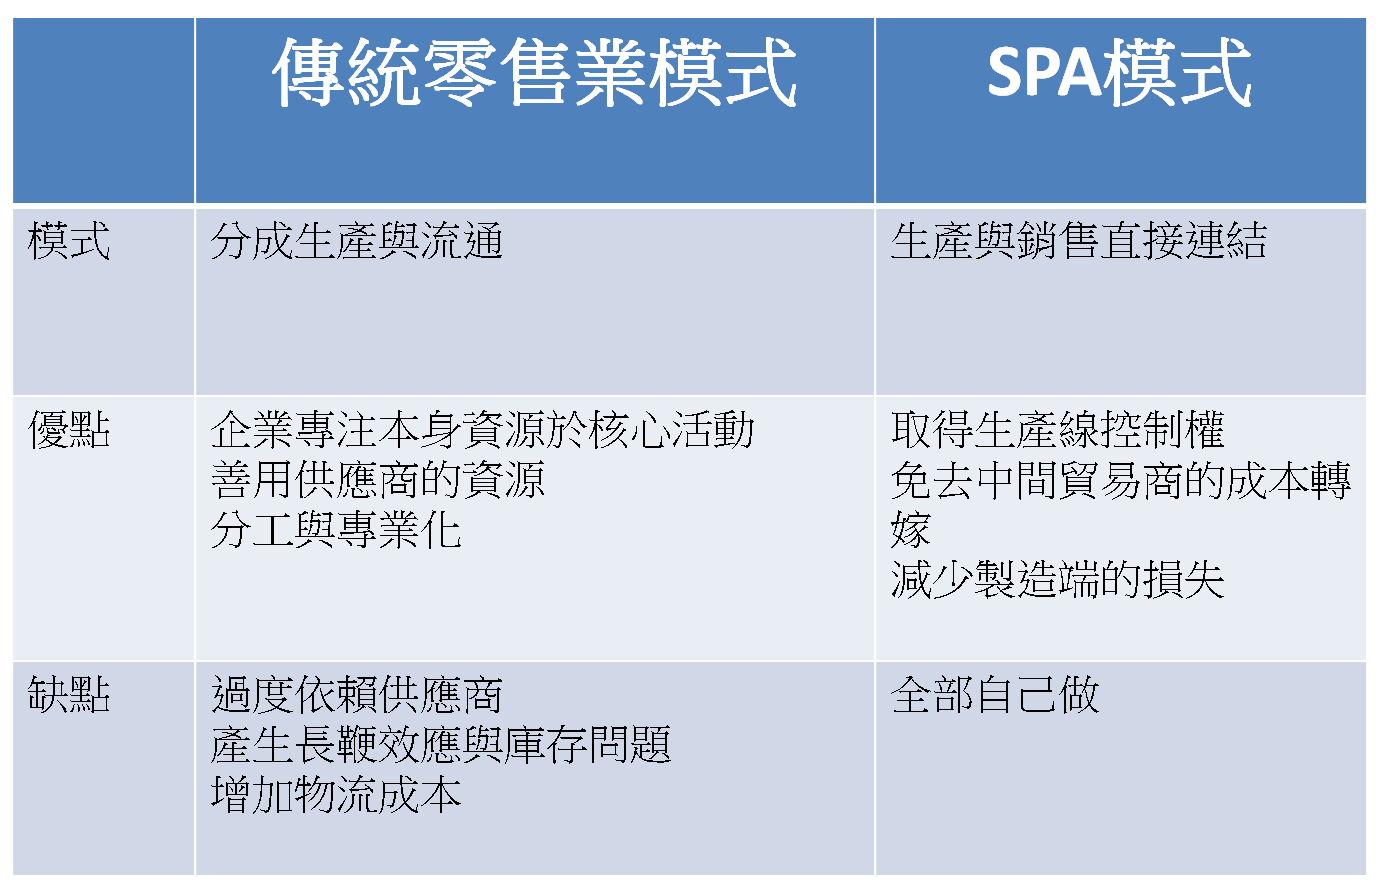 傳統零售業模式
SPA模式
模式
分成生產與流通
生產與銷售直接連結
優點
企業專注本身資源於核心活動
善用供應商的資源
分工與專業化
取得生產線控制權
免去中間貿易商的成本轉
嫁
減少製造端的損失
缺點
過度依賴供應商
產生長鞭效應與庫存問題
增加物流成本
全部自己做